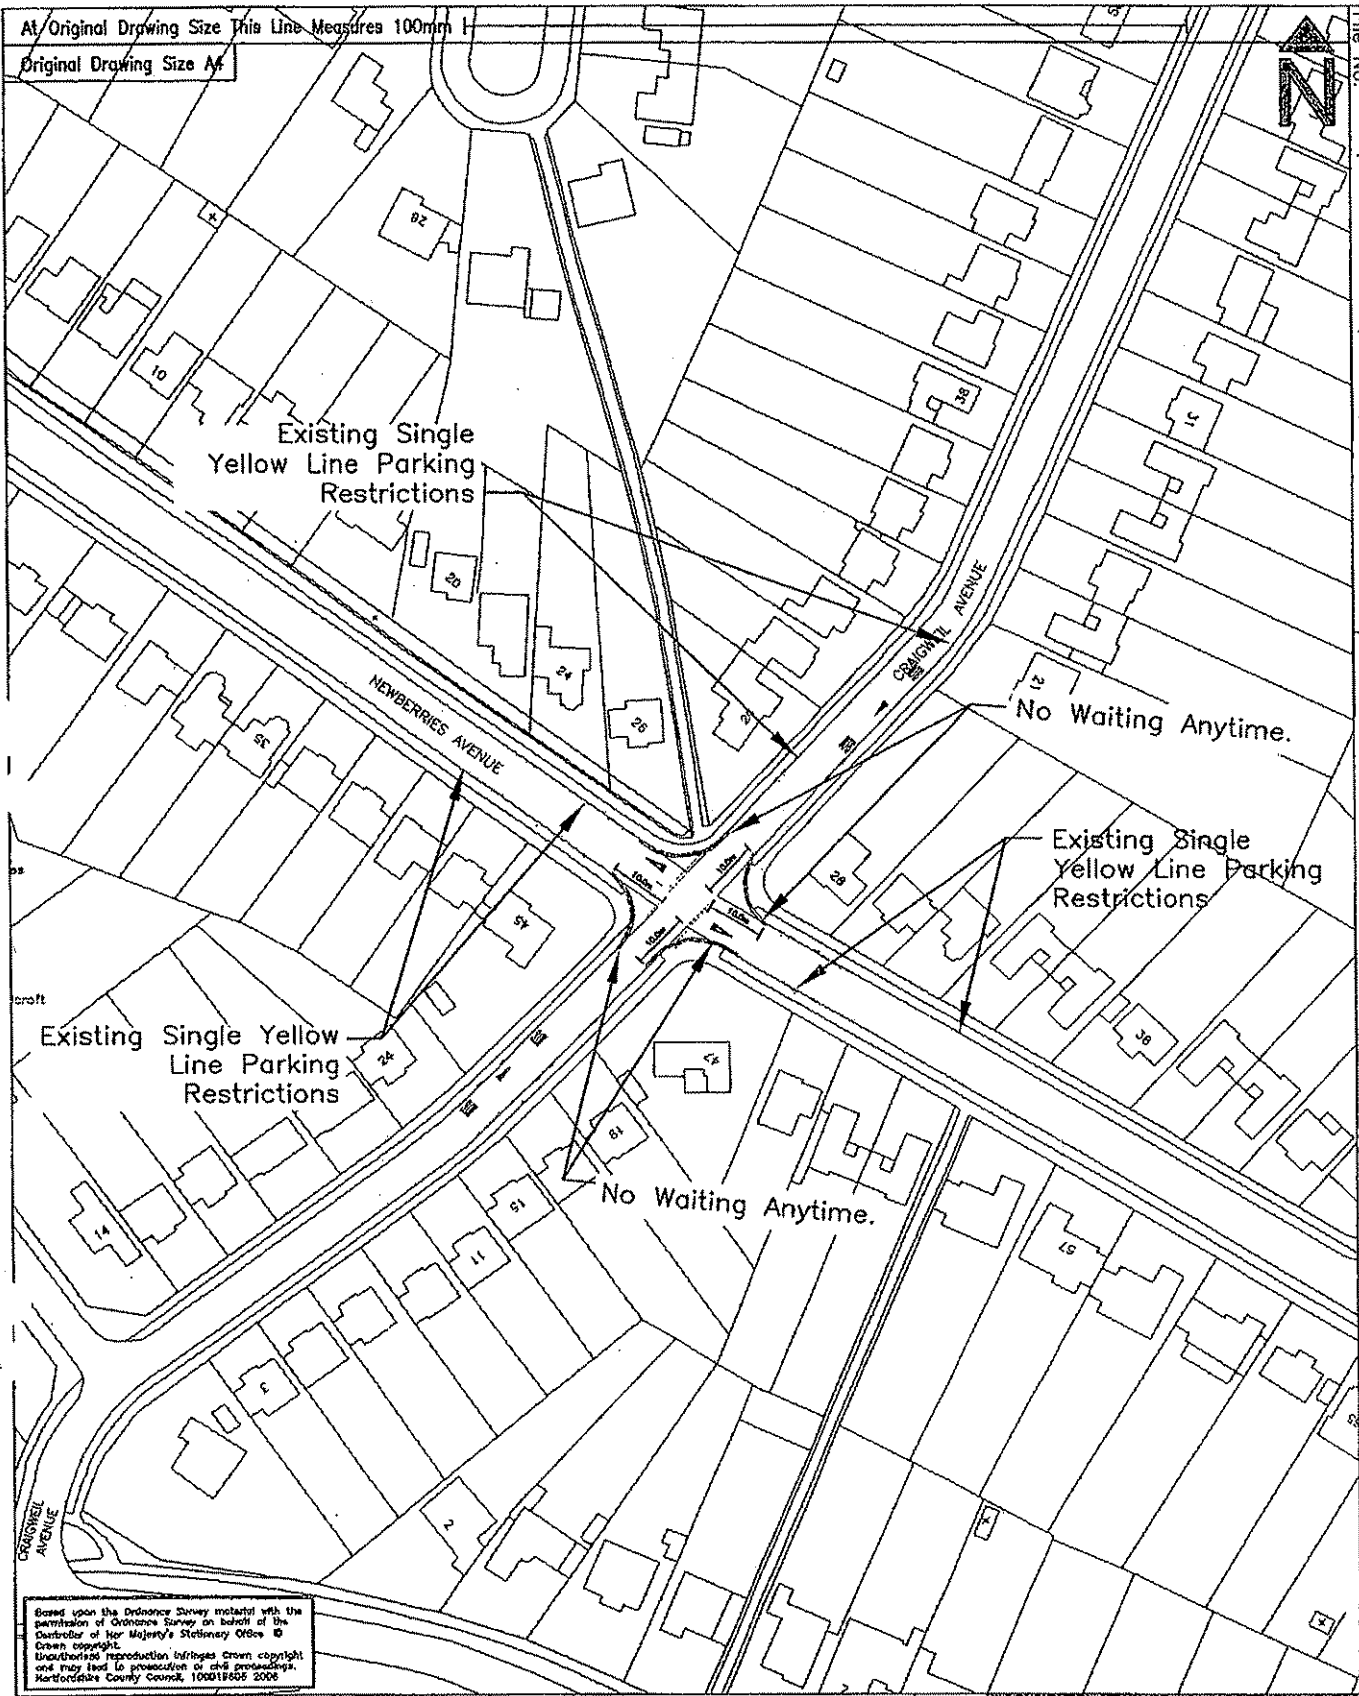 At Original Drawing Size This Line Measures 100mm
Original Drawing Size A4
N
28
10
38
31
Existing Single
Yellow Line Parking
Restrictions
20
24
26
CRAIGWEIL AVENUE
21
No Waiting Anytime.
NEWBERRIES AVENUE
35
Existing Single
Yellow Line Parking
Restrictions
28
10.0m
10.0m
10.0m
10.0m
45
croft
Existing Single Yellow
Line Parking
Restrictions
24
47
38
19
No Waiting Anytime.
15
14
11
57
3
2
CRAIGWEIL
AVENUE
Based upon the Ordnance Survey material with the
permission of Ordnance Survey on behalf of the
Controller of Her Majesty's Stationary Office ©
Crown copyright.
Unauthorised reproduction infringes Crown copyright
and may lead to prosecution or civil proceedings.
Hertfordshire County Council, 100019605 2006